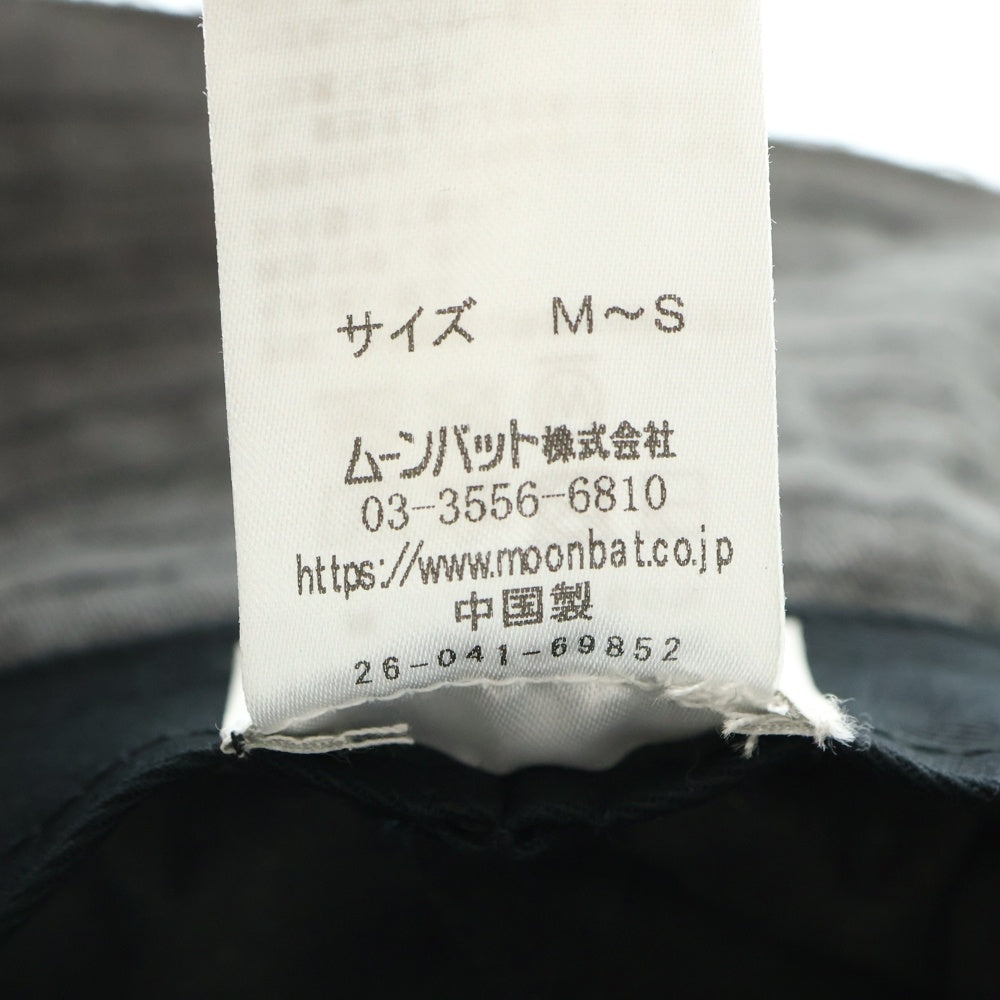 サイズ M〜S
ムーンバット株式会社
03-3556-6810
https://www.moonbat.co.jp
中国製
26-041-69852